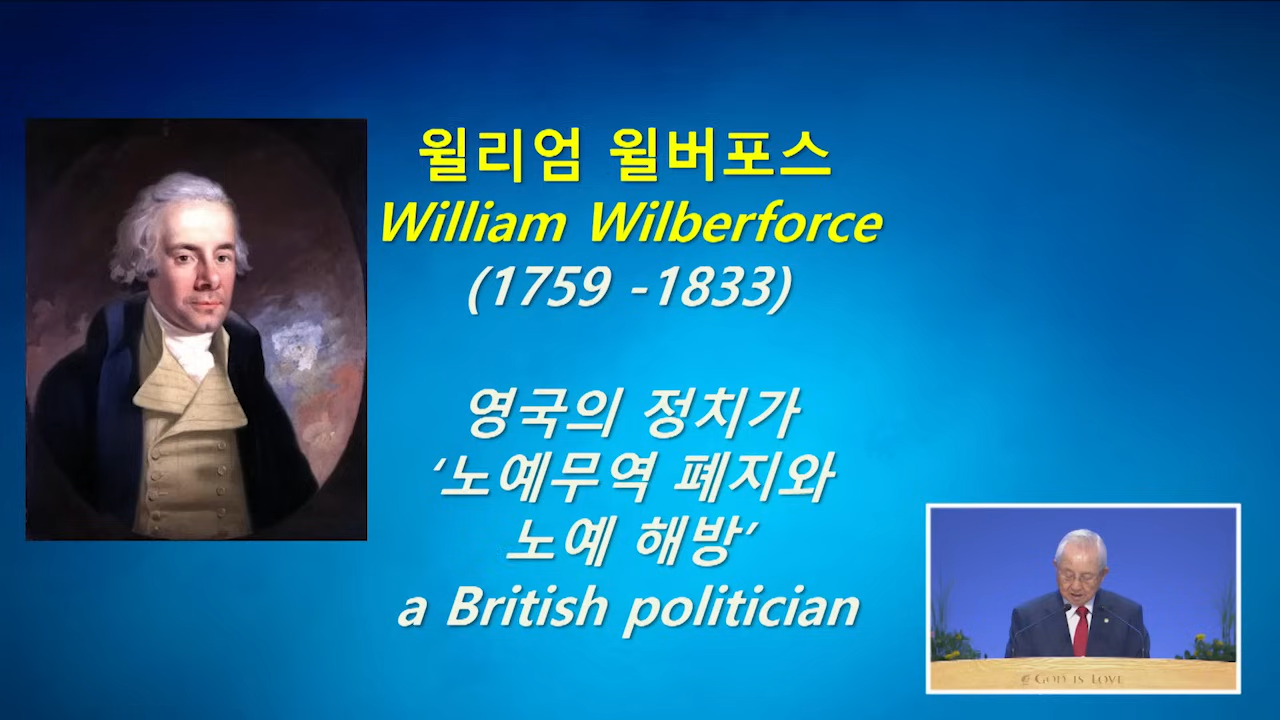 윌리엄 윌버포스
William Wilberforce
(1759 -1833)
영국의 정치가
‘노예무역 폐지와
노예 해방’
a British politician
GOD IS LOVE